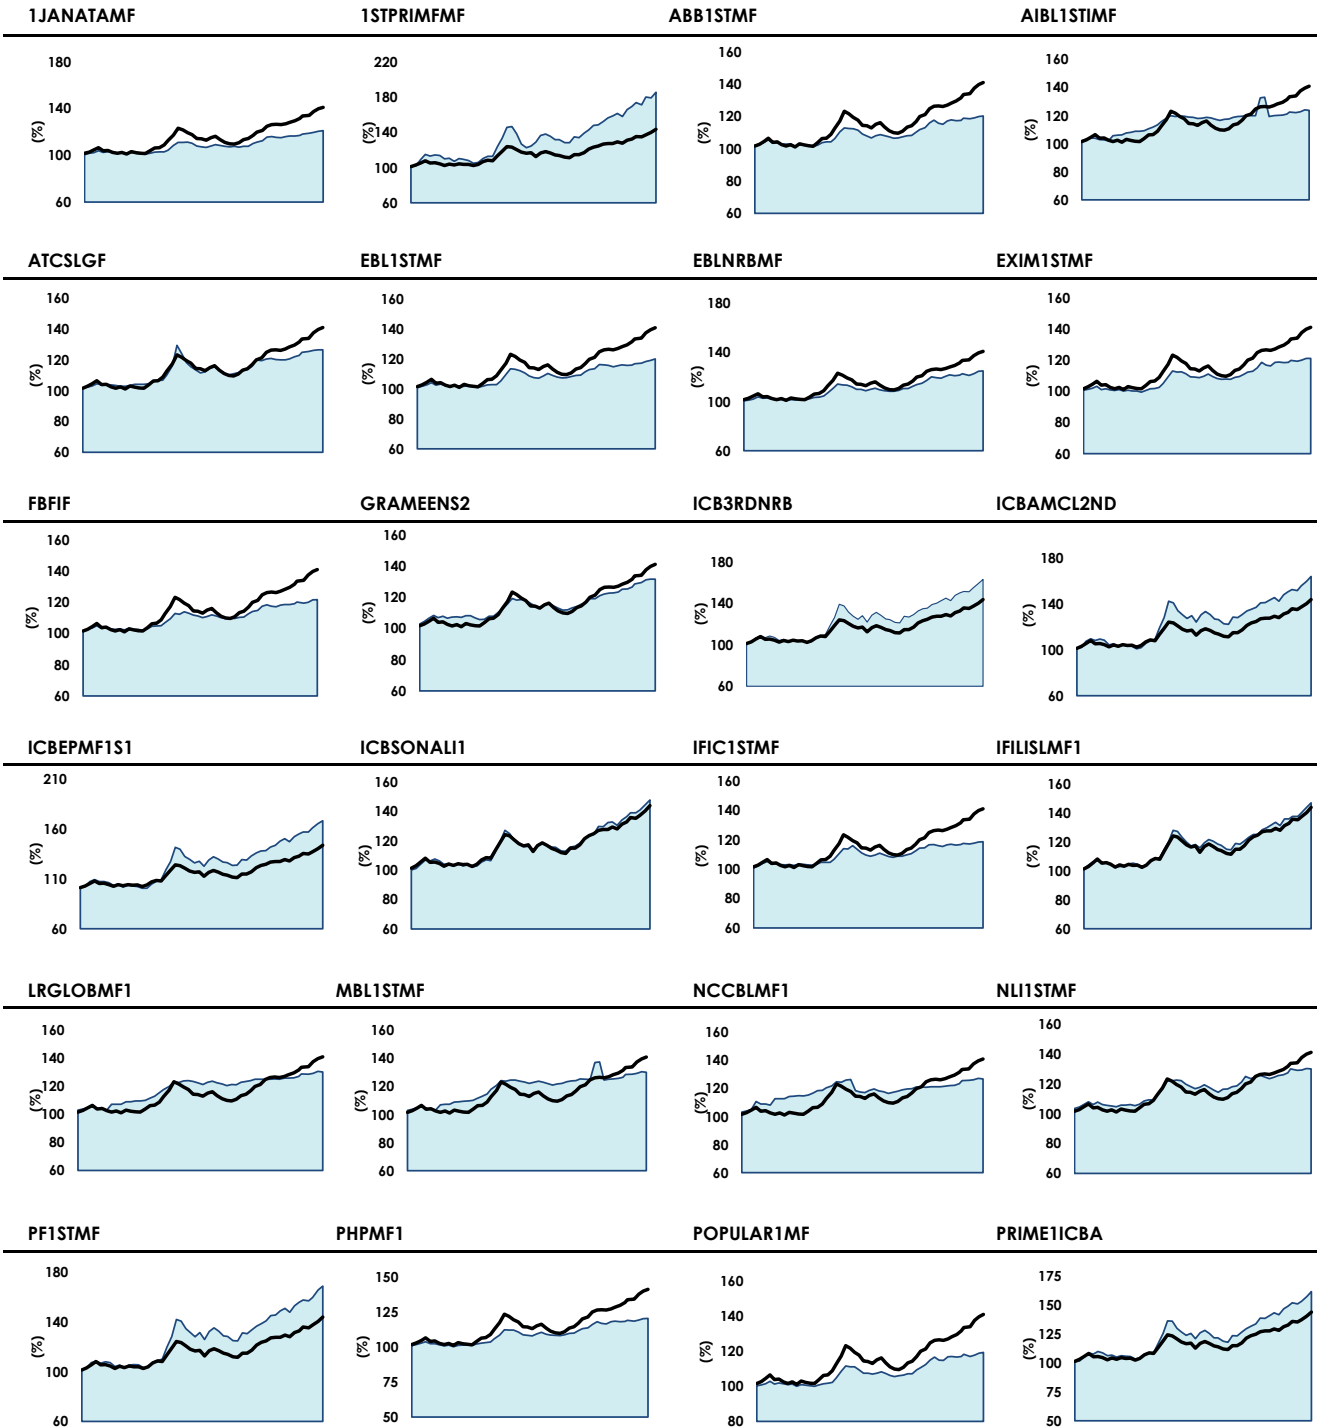 1JANATAMF 1STPRIMFMF ABB1STMF AIBL1STIMF
180 220 160 160
140 180 140 140
100 140 120 120
60 100 100 100
60 80 80
60 60
(%) (%) (%) (%)
ATCSLGF EBL1STMF EBLNRBMF EXIM1STMF
160 160 180 160
140 140 140 140
120 120 100 120
100 100 60 100
80 80 80
60 60 60
(%) (%) (%) (%)
FBFIF GRAMEENS2 ICB3RDNRB ICBAMCL2ND
160 160 180 180
140 140 140 140
120 120 100 100
100 100 60 60
80 80
60 60
(%) (%) (%) (%)
ICBEPMF1S1 ICBSONALI1 IFIC1STMF IFILISLMF1
210 160 160 160
160 140 140 140
110 120 120 120
60 100 100 100
80 80 80
60 60 60
(%) (%) (%) (%)
LRGLOBMF1 MBL1STMF NCCBLMF1 NLI1STMF
160 160 160 160
140 140 140 140
120 120 120 120
100 100 100 100
80 80 80 80
60 60 60 60
(%) (%) (%) (%)
PF1STMF PHPMF1 POPULAR1MF PRIME1ICBA
180 150 160 175
140 125 140 150
100 100 120 125
60 75 100 100
50 80 75
50
(%) (%) (%) (%)